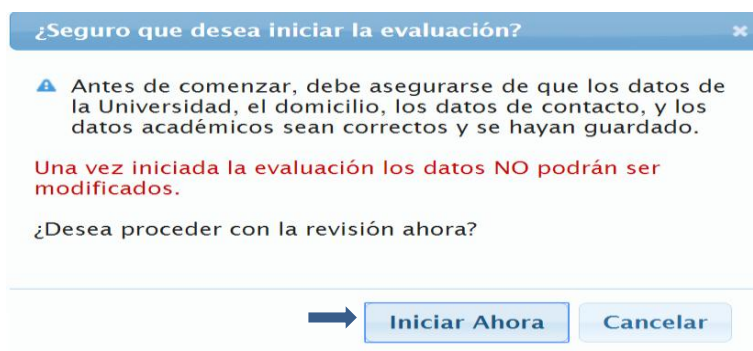 ¿Seguro que desea iniciar la evaluación?
Antes de comenzar, debe asegurarse de que los datos de
la Universidad, el domicilio, los datos de contacto, y los
datos académicos sean correctos y se hayan guardado.
Una vez iniciada la evaluación los datos NO podrán ser
modificados.
¿Desea proceder con la revisión ahora?
Iniciar Ahora Cancelar